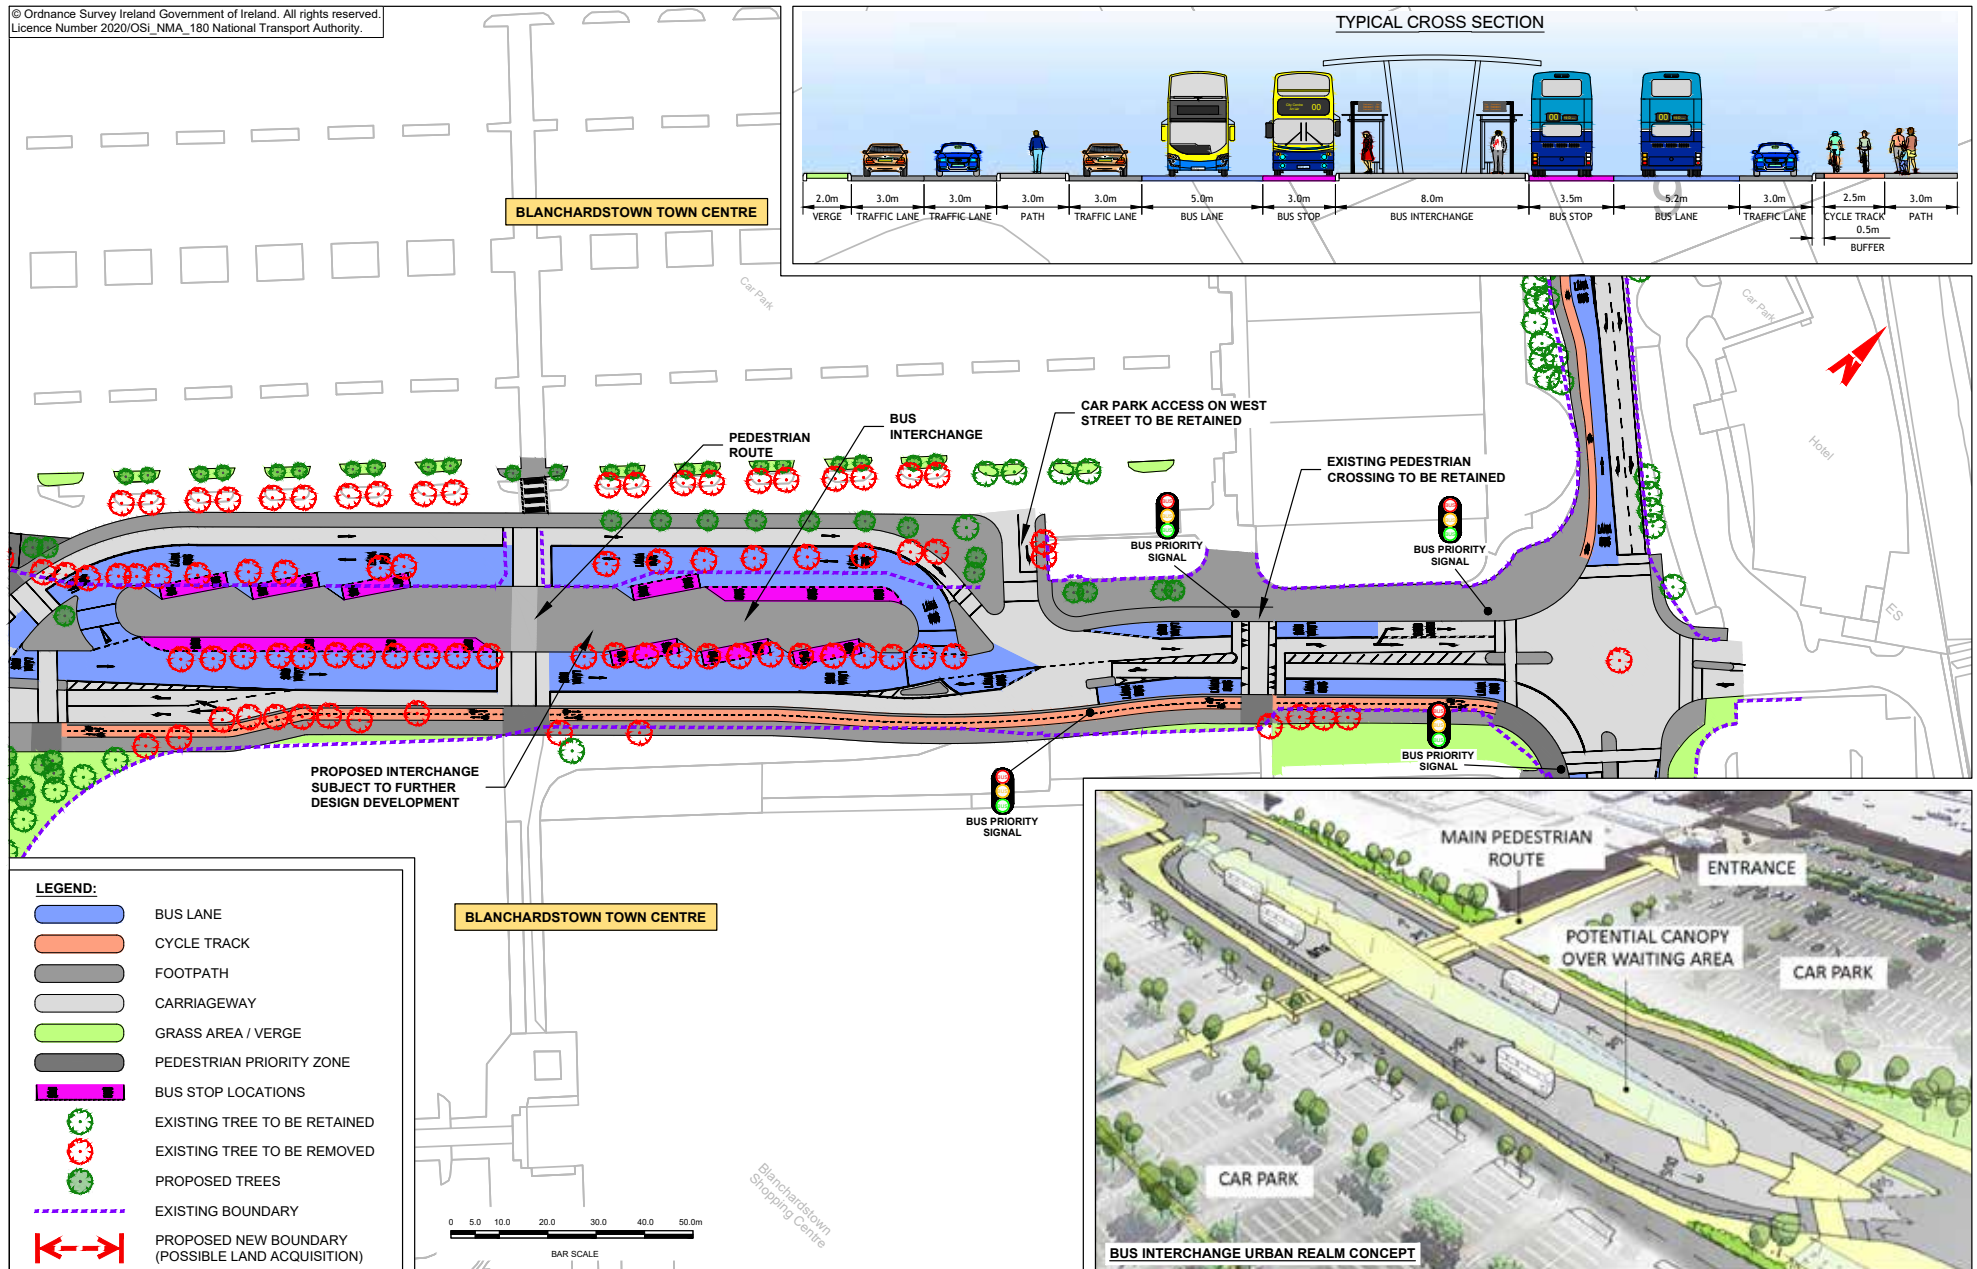 © Ordnance Survey Ireland Government of Ireland. All rights reserved.
Licence Number 2020/OSi_NMA_180 National Transport Authority.
TYPICAL CROSS SECTION
00
00
00
2.0m
3.0m
3.0m
3.0m
3.0m
5.0m
3.0m
8.0m
3.5m
5.2m
3.0m
2.5m
3.0m
VERGE
TRAFFIC LANE
TRAFFIC LANE
PATH
TRAFFIC LANE
BUS LANE
BUS STOP
BUS INTERCHANGE
BUS STOP
BUS LANE
TRAFFIC LANE
CYCLE TRACK
PATH
0.5m
BUFFER
BLANCHARDSTOWN TOWN CENTRE
Car Park
Car Park
Hotel
ES
N
PEDESTRIAN
ROUTE
BUS
INTERCHANGE
CAR PARK ACCESS ON WEST
STREET TO BE RETAINED
EXISTING PEDESTRIAN
CROSSING TO BE RETAINED
BUS PRIORITY
SIGNAL
BUS PRIORITY
SIGNAL
BUS PRIORITY
SIGNAL
BUS PRIORITY
SIGNAL
PROPOSED INTERCHANGE
SUBJECT TO FURTHER
DESIGN DEVELOPMENT
BLANCHARDSTOWN TOWN CENTRE
LEGEND:
BUS LANE
CYCLE TRACK
FOOTPATH
CARRIAGEWAY
GRASS AREA / VERGE
PEDESTRIAN PRIORITY ZONE
BUS STOP LOCATIONS
EXISTING TREE TO BE RETAINED
EXISTING TREE TO BE REMOVED
PROPOSED TREES
EXISTING BOUNDARY
PROPOSED NEW BOUNDARY
(POSSIBLE LAND ACQUISITION)
0 5.0 10.0 20.0 30.0 40.0 50.0m
BAR SCALE
Blanchardstown
Shopping Centre
MAIN PEDESTRIAN
ROUTE
ENTRANCE
POTENTIAL CANOPY
OVER WAITING AREA
CAR PARK
CAR PARK
BUS INTERCHANGE URBAN REALM CONCEPT